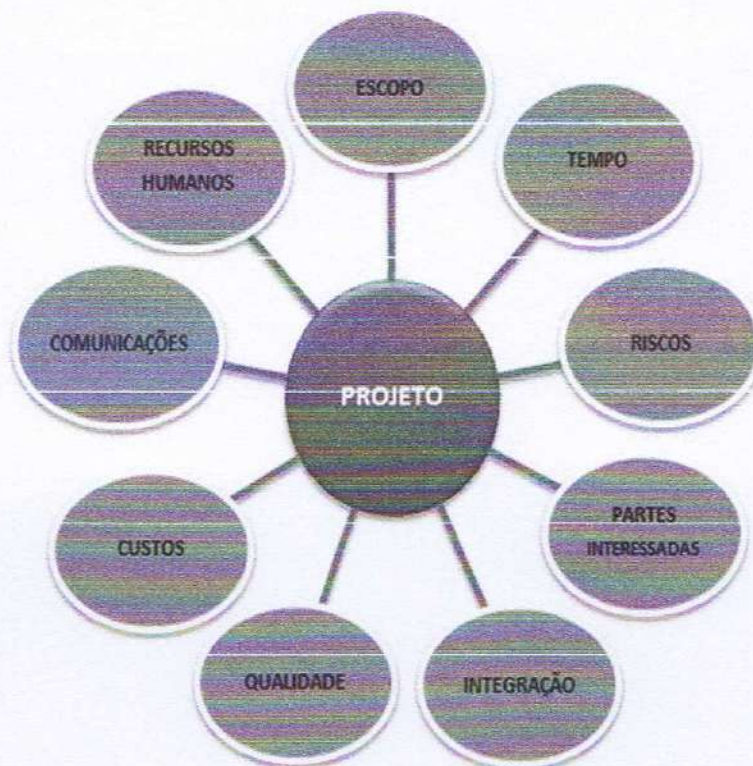 ESCOPO
TEMPO
RISCOS
PARTES
INTERESSADAS
INTEGRAÇÃO
QUALIDADE
CUSTOS
COMUNICAÇÕES
RECURSOS
HUMANOS
PROJETO